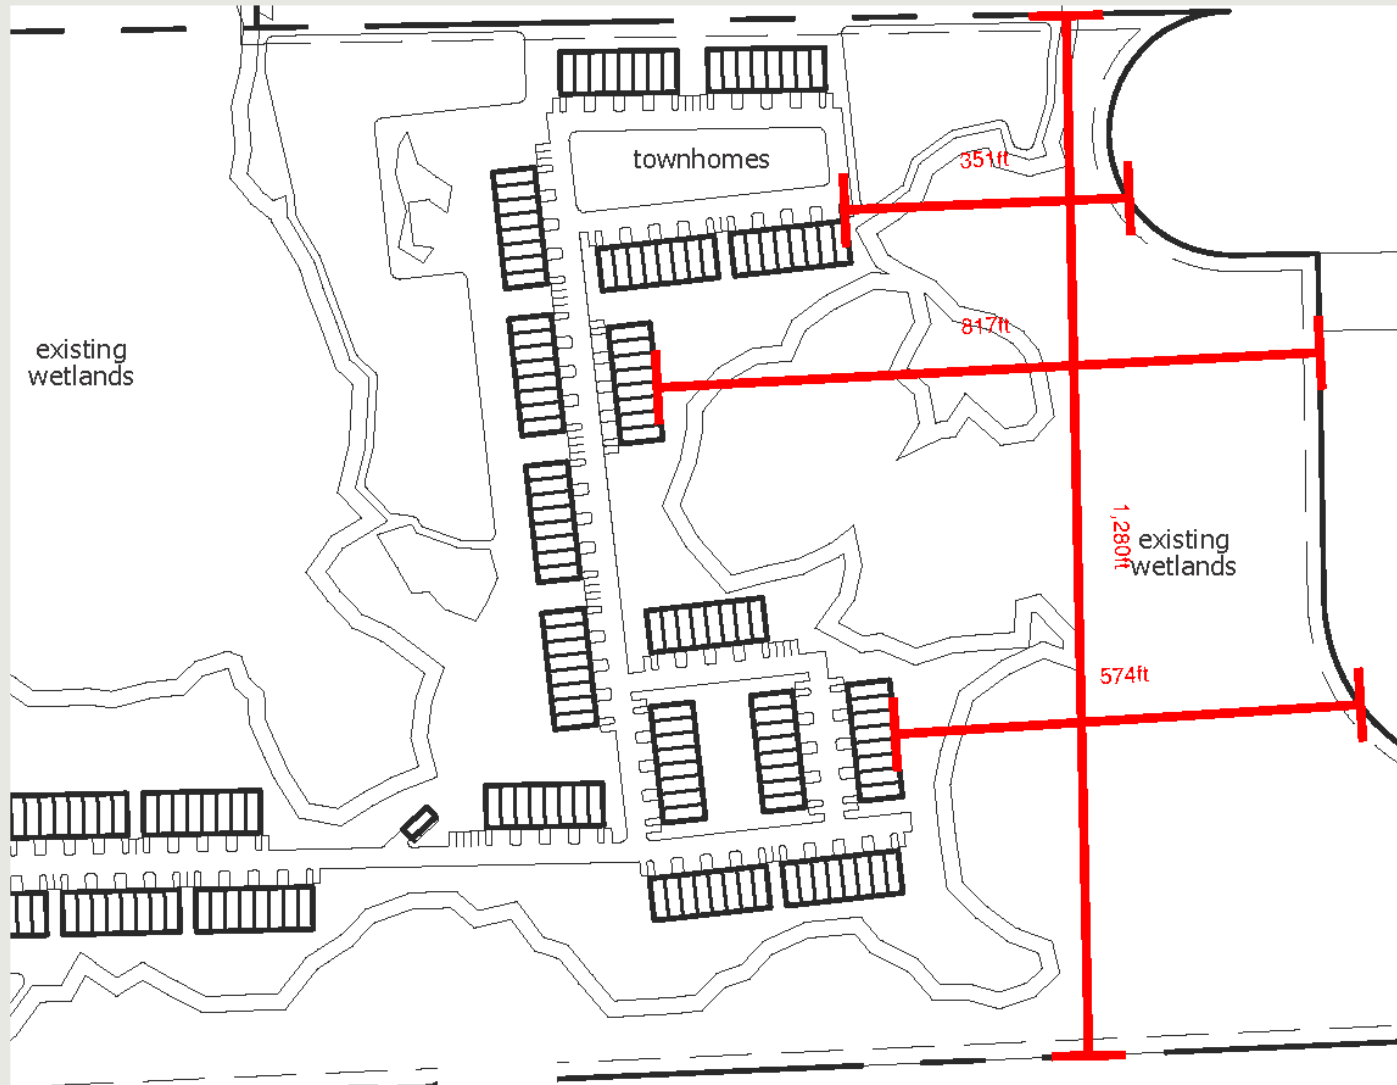 townhomes
351ft
817ft
existing
wetlands
1,280ft
existing
wetlands
574ft